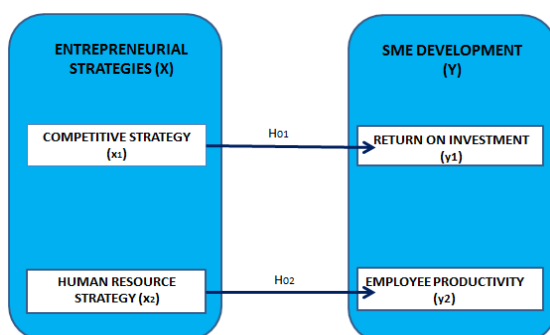 ENTREPRENEURIAL
STRATEGIES (X)
SME DEVELOPMENT
(Y)
COMPETITIVE STRATEGY
(x1)
H01
RETURN ON INVESTMENT
(y1)
HUMAN RESOURCE
STRATEGY (x2)
H02
EMPLOYEE PRODUCTIVITY
(y2)